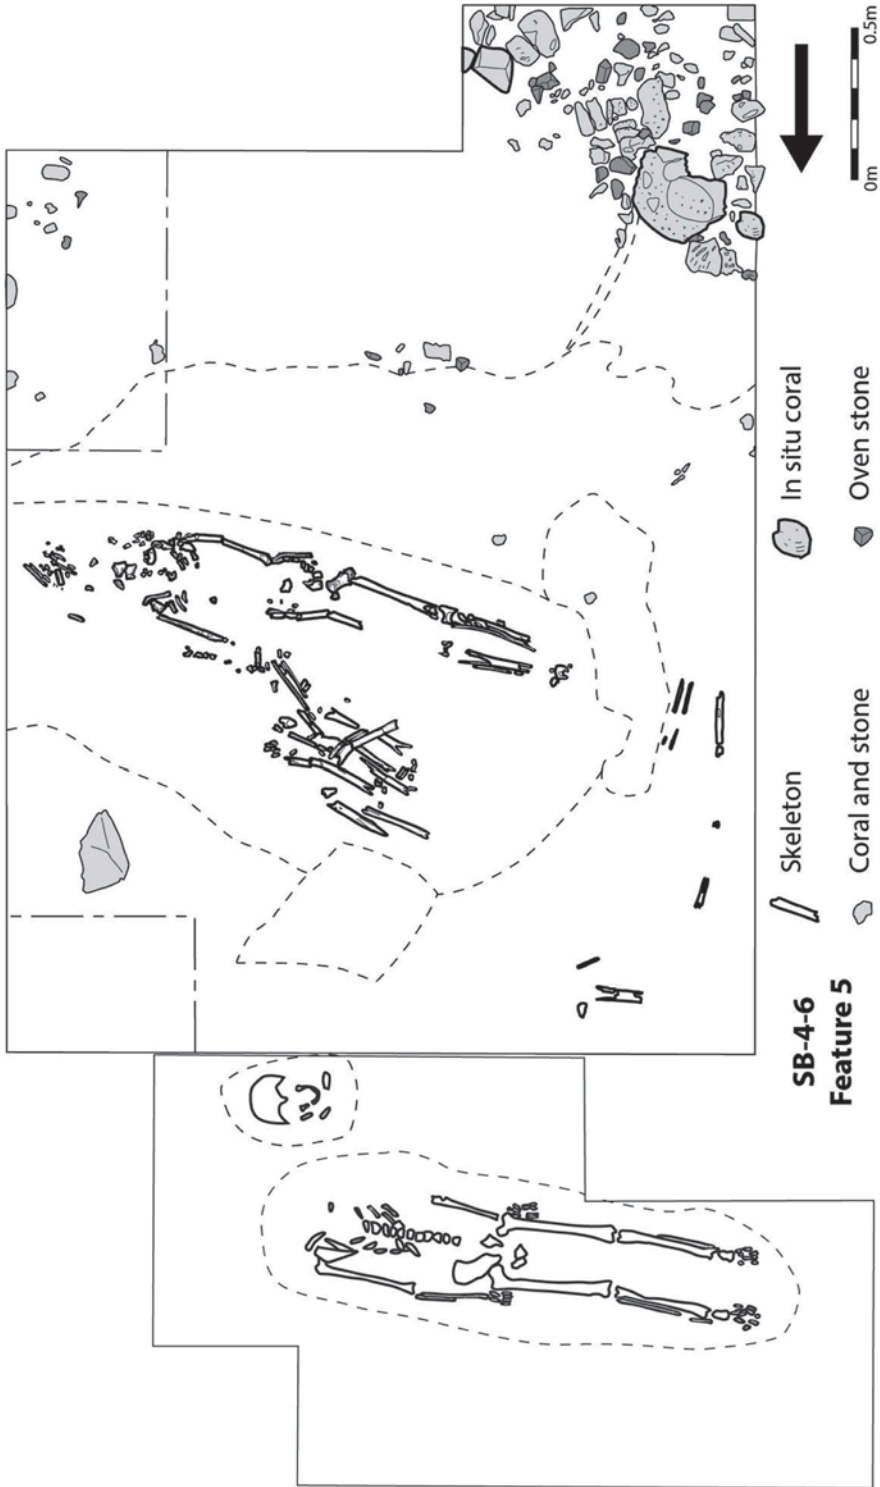 SB-4-6
Feature 5
Skeleton
Coral and stone
In situ coral
Oven stone
0m
0.5m